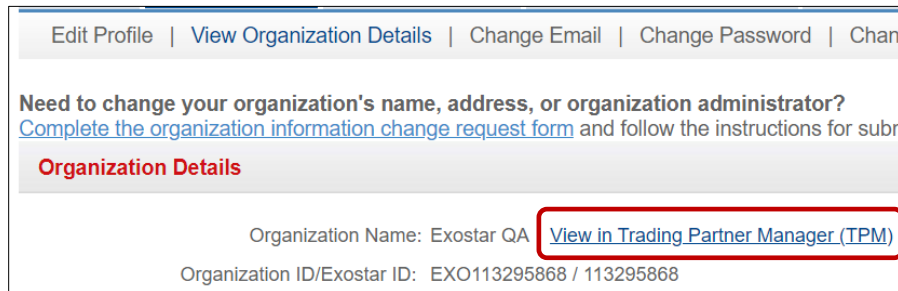 Edit Profile | View Organization Details | Change Email | Change Password |
Need to change your organization's name, address, or organization administrator?
Complete the organization information change request form and follow the instructions for
Organization Details
Organization Name: Exostar QA View in Trading Partner Manager (TPM)
Organization ID/Exostar ID: EXO113295868 / 113295868